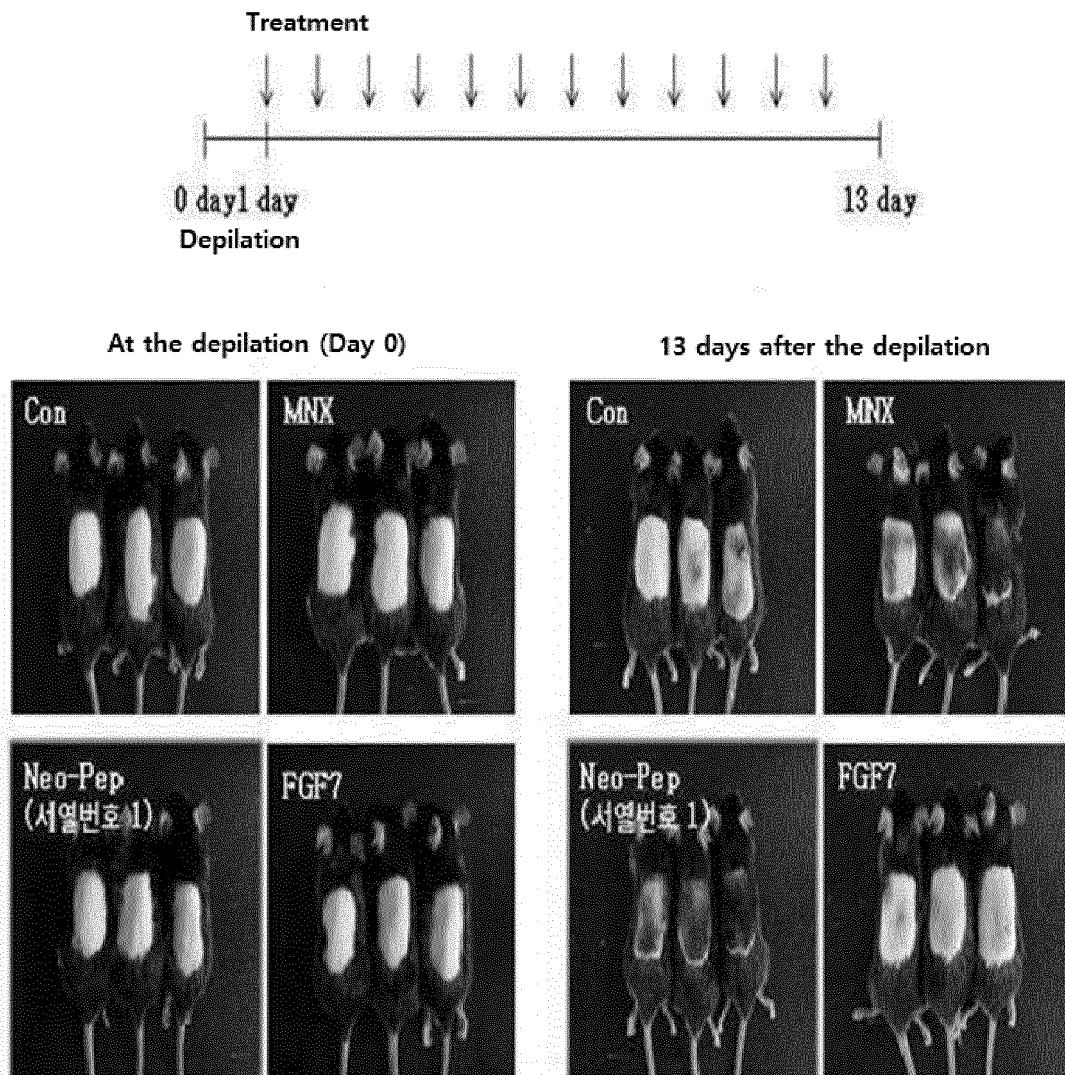 Treatment
0 day1 day
13 day
Depilation
At the depilation (Day 0)
13 days after the depilation
Con
MNX
Con
MNX
Neo-Pep
(서열번호 1)
FGF7
Neo-Pep
(서열번호 1)
FGF7